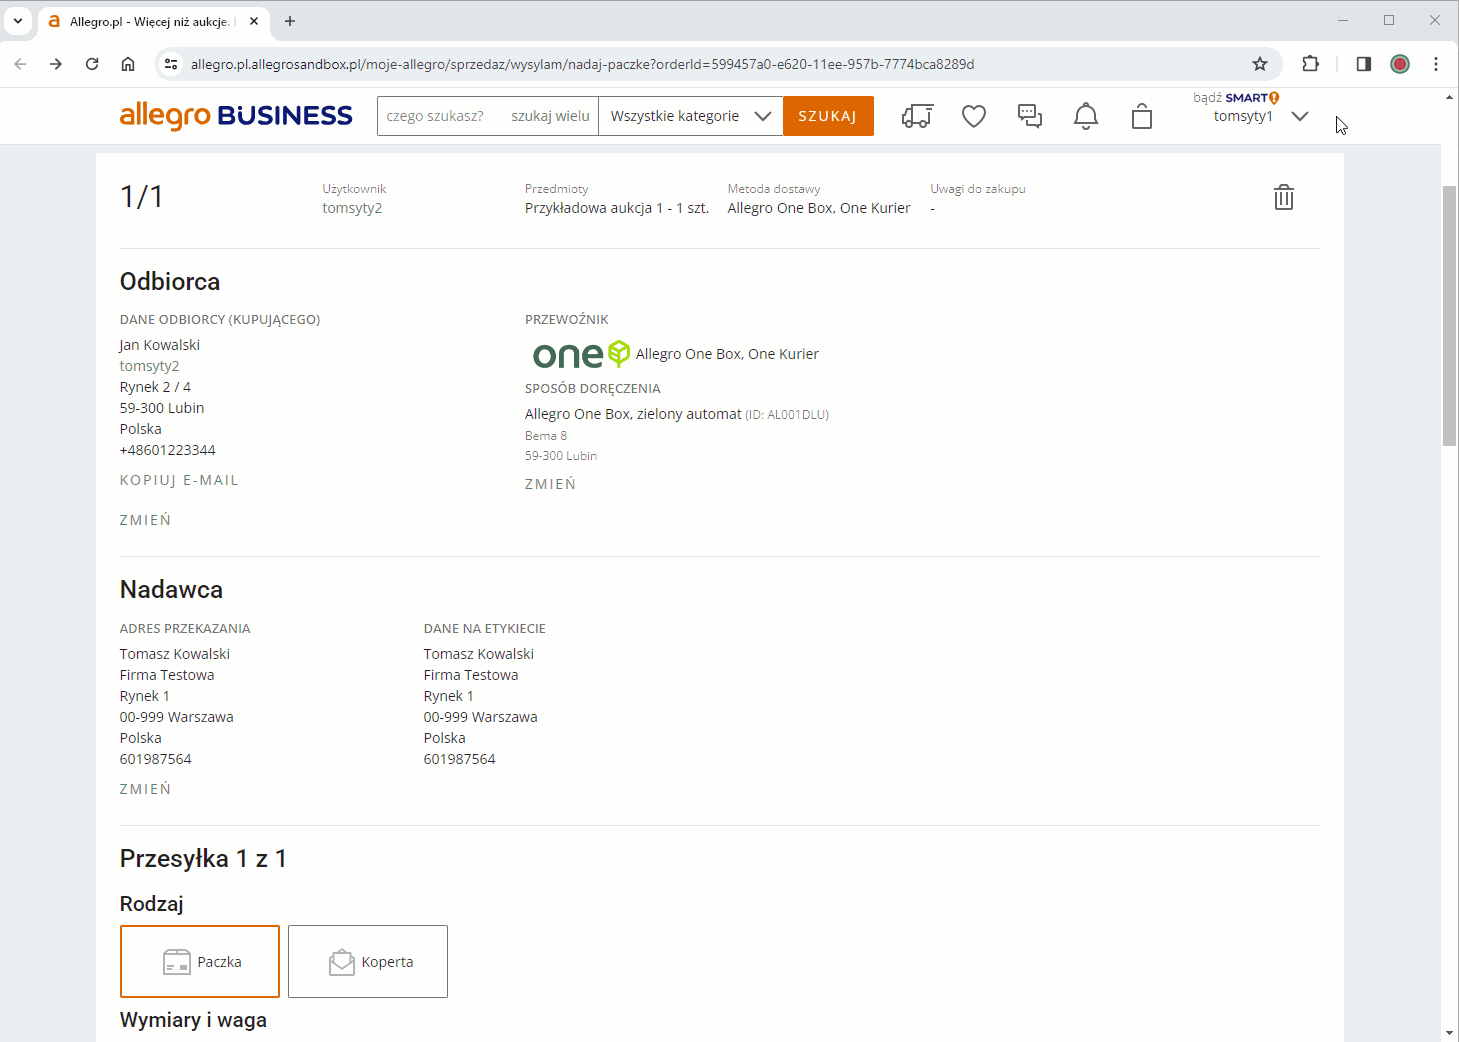 Allegro.pl - Więcej niż aukcje.
allegro.pl.allegrosandbox.pl/moje-allegro/sprzedaz/wysylam/nadaj-paczke?orderId=599457a0-e620-11ee-957b-7774bca8289d
allegro BUSINESS
czego szukasz?
szukaj wielu
Wszystkie kategorie
SZUKAJ
bądź SMART!
tomsyty1
1/1
Użytkownik
tomsyty2
Przedmioty
Przykładowa aukcja 1 - 1 szt.
Metoda dostawy
Allegro One Box, One Kurier
Uwagi do zakupu
-
Odbiorca
DANE ODBIORCY (KUPUJĄCEGO)
Jan Kowalski
tomsyty2
Rynek 2 / 4
59-300 Lubin
Polska
+48601223344
KOPIUJ E-MAIL
ZMIEŃ
PRZEWOŹNIK
one Allegro One Box, One Kurier
SPOSÓB DORĘCZENIA
Allegro One Box, zielony automat (ID: AL001DLU)
Bema 8
59-300 Lubin
ZMIEŃ
Nadawca
ADRES PRZEKAZANIA
Tomasz Kowalski
Firma Testowa
Rynek 1
00-999 Warszawa
Polska
601987564
ZMIEŃ
DANE NA ETYKIECIE
Tomasz Kowalski
Firma Testowa
Rynek 1
00-999 Warszawa
Polska
601987564
Przesyłka 1 z 1
Rodzaj
Paczka
Koperta
Wymiary i waga